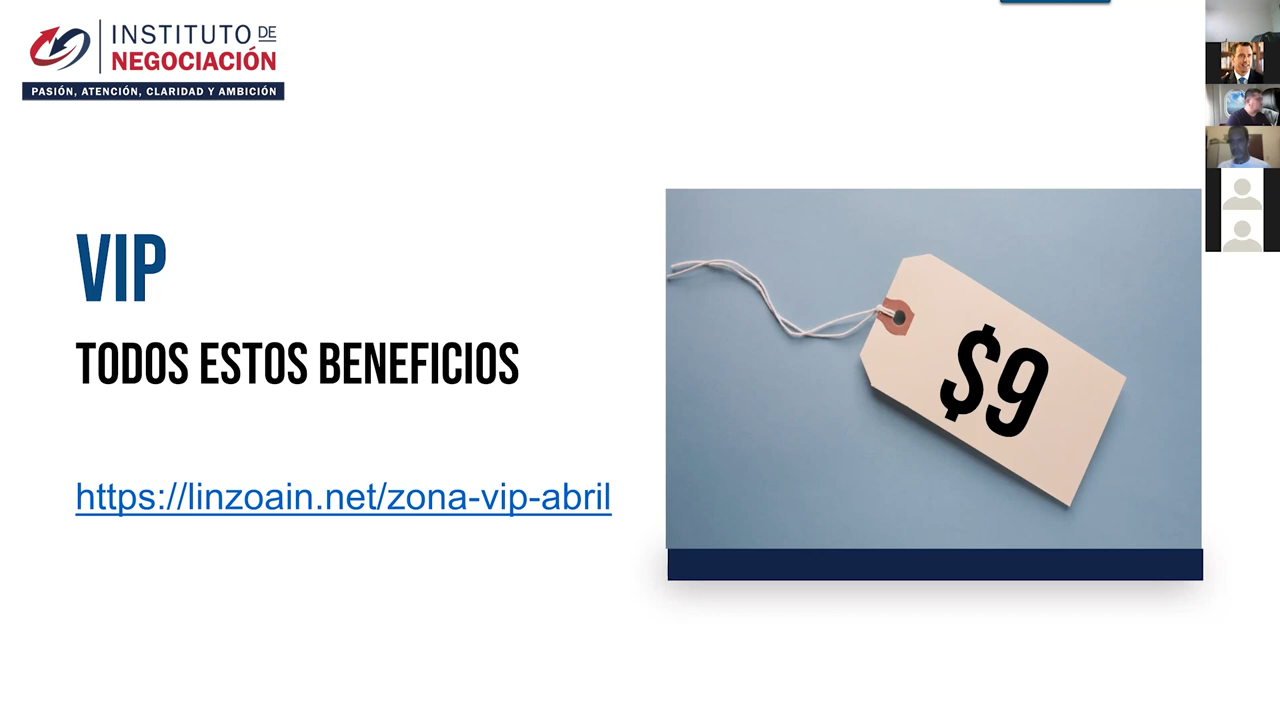 INSTITUTO DE
NEGOCIACIÓN
PASIÓN, ATENCIÓN, CLARIDAD Y AMBICIÓN
VIP
TODOS ESTOS BENEFICIOS
https://linzoain.net/zona-vip-abril
$9